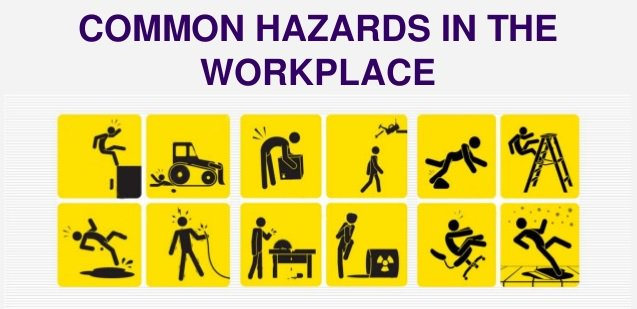 COMMON HAZARDS IN THE
WORKPLACE